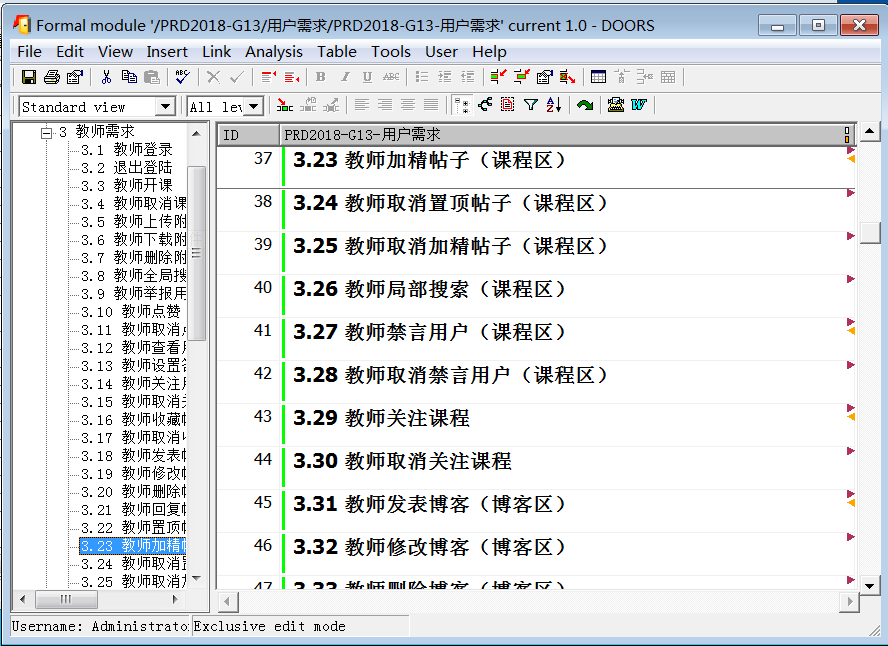 Formal module '/PRD2018-G13/用户需求/PRD2018-G13-用户需求' current 1.0 - DOORS
File Edit View Insert Link Analysis Table Tools User Help
B I U ABC
Standard view All lev
ID PRD2018-G13-用户需求
3 教师需求
3.1 教师登录
3.2 退出登陆
3.3 教师开课
3.4 教师取消课
3.5 教师上传附
3.6 教师下载附
3.7 教师删除附
3.8 教师全局搜
3.9 教师举报用
3.10 教师点赞
3.11 教师取消
3.12 教师查看
3.13 教师设置
3.14 教师关注
3.15 教师取消
3.16 教师收藏
3.17 教师取消
3.18 教师发表
3.19 教师修改
3.20 教师删除
3.21 教师回复
3.22 教师置顶
3.23 教师加精
3.24 教师取消
3.25 教师取消
37 3.23 教师加精帖子（课程区）
38 3.24 教师取消置顶帖子（课程区）
39 3.25 教师取消加精帖子（课程区）
40 3.26 教师局部搜索（课程区）
41 3.27 教师禁言用户（课程区）
42 3.28 教师取消禁言用户（课程区）
43 3.29 教师关注课程
44 3.30 教师取消关注课程
45 3.31 教师发表博客（博客区）
46 3.32 教师修改博客（博客区）
47 3.33 教师删除博客（博客区）
Username: Administrato Exclusive edit mode